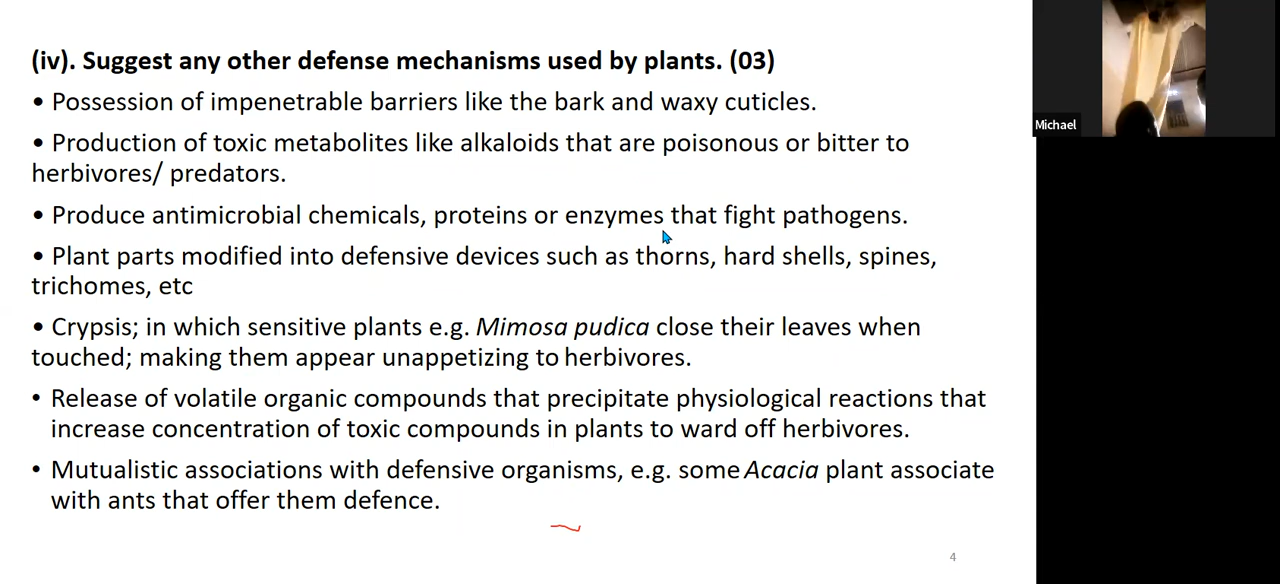 (iv). Suggest any other defense mechanisms used by plants. (03)
• Possession of impenetrable barriers like the bark and waxy cuticles.
• Production of toxic metabolites like alkaloids that are poisonous or bitter to
herbivores/ predators.
• Produce antimicrobial chemicals, proteins or enzymes that fight pathogens.
• Plant parts modified into defensive devices such as thorns, hard shells, spines,
trichomes, etc
• Crypsis; in which sensitive plants e.g. Mimosa pudica close their leaves when
touched; making them appear unappetizing to herbivores.
• Release of volatile organic compounds that precipitate physiological reactions that
increase concentration of toxic compounds in plants to ward off herbivores.
• Mutualistic associations with defensive organisms, e.g. some Acacia plant associate
with ants that offer them defence.
4
Michael